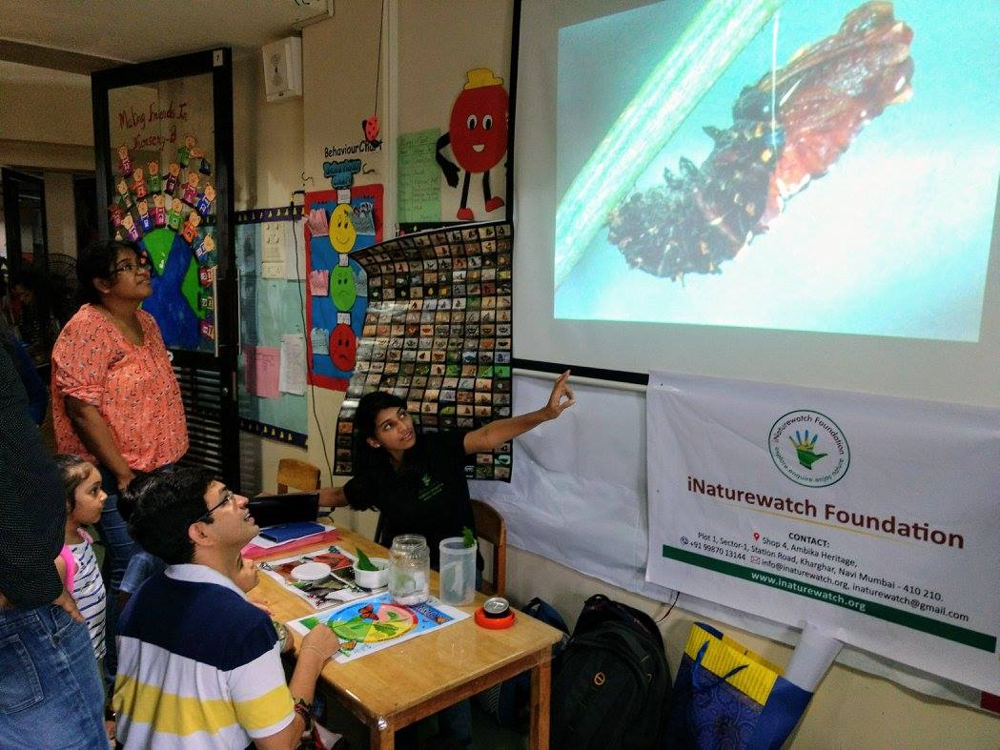 Making friends In
Nursery-B
BehaviourChart
Behaviour
Chart
iNaturewatch Foundation
explore.enquire.enjoy nature
iNaturewatch Foundation
CONTACT:
Shop 4, Ambika Heritage,
Plot 1, Sector-1, Station Road, Kharghar, Navi Mumbai - 410 210.
+91 99870 13144 info@inaturewatch.org, inaturewatch@gmail.com
www.inaturewatch.org